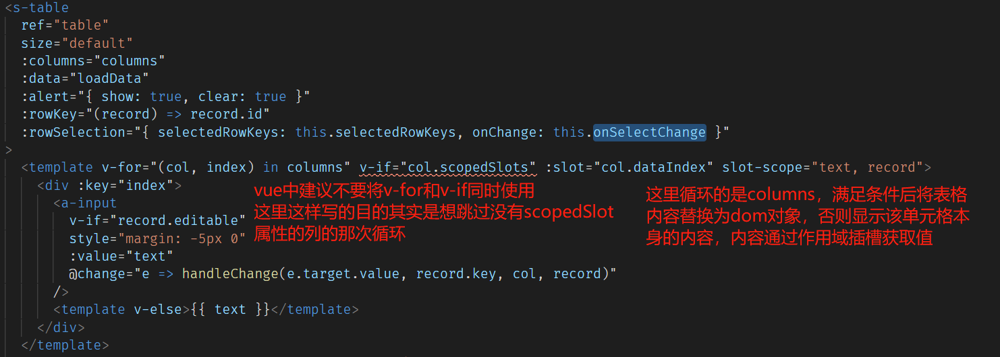 <s-table
ref="table"
size="default"
:columns="columns"
:data="loadData"
:alert="{ show: true, clear: true }"
:rowKey="(record) => record.id"
:rowSelection="{ selectedRowKeys: this.selectedRowKeys, onChange: this.onSelectChange }"
>
<template v-for="(col, index) in columns" v-if="col.scopedSlots" :slot="col.dataIndex" slot-scope="text, record">
<div :key="index">
<a-input
v-if="record.editable"
style="margin: -5px 0"
:value="text"
@change="e => handleChange(e.target.value, record.key, col, record)"
/>
<template v-else>{{ text }}</template>
</div>
</template>
vue中建议不要将v-for和v-if同时使用
这里这样写的目的其实是想跳过没有scopedSlot
属性的列的那次循环
这里循环的是columns，满足条件后将表格
内容替换为dom对象，否则显示该单元格本
身的内容，内容通过作用域插槽获取值